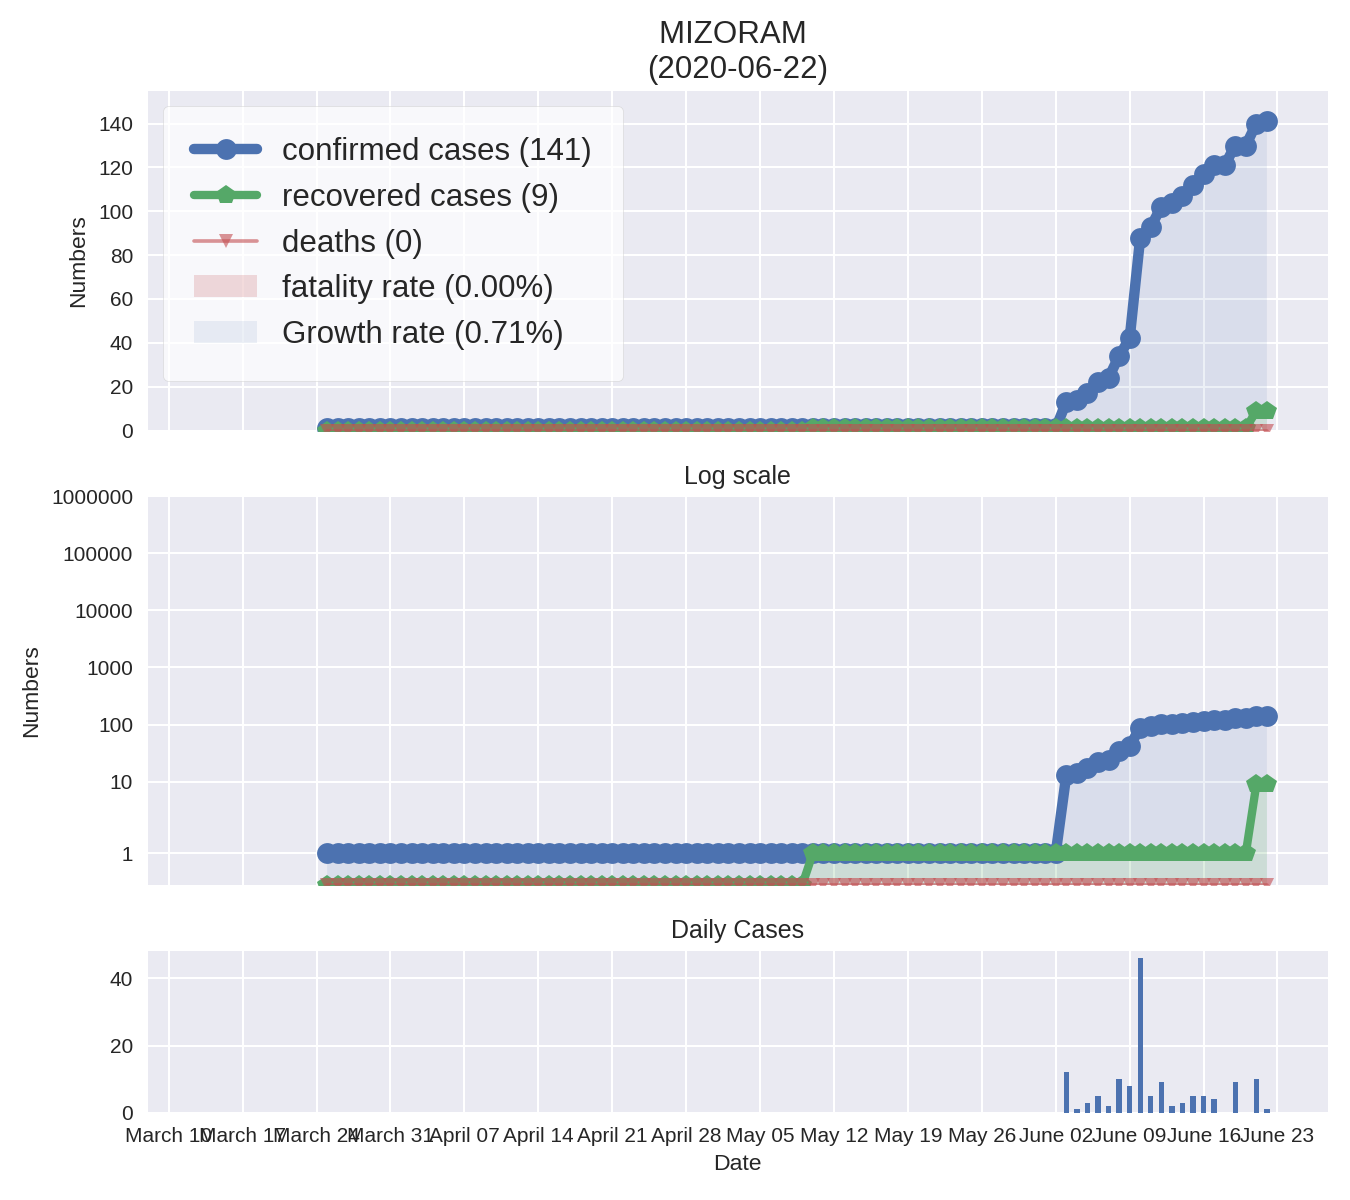 MIZORAM
(2020-06-22)
140
120
100
80
60
40
20
0
Numbers
confirmed cases (141)
recovered cases (9)
deaths (0)
fatality rate (0.00%)
Growth rate (0.71%)
Log scale
1000000
100000
10000
1000
100
10
1
Numbers
Daily Cases
40
20
0
March 10 March 17 March 24 March 31 April 07 April 14 April 21 April 28 May 05 May 12 May 19 May 26 June 02 June 09 June 16 June 23
Date